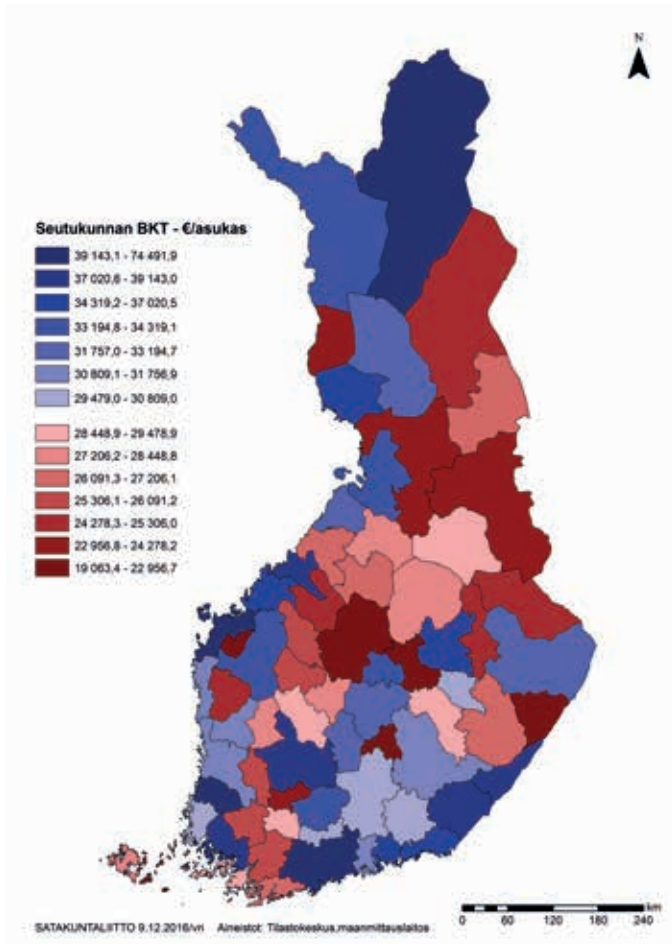 N
Seutukunnan BKT - €/asukas
39 143,1 - 74 491,9
37 020,6 - 39 143,0
34 319,2 - 37 020,5
33 194,8 - 34 319,1
31 757,0 - 33 194,7
30 809,1 - 31 756,9
29 479,0 - 30 809,0
28 448,9 - 29 478,9
27 206,2 - 28 448,8
26 091,3 - 27 206,1
25 306,1 - 26 091,2
24 278,3 - 25 306,0
22 956,8 - 24 278,2
19 063,4 - 22 956,7
km
0 60 120 180 240
SATAKUNTALIITTO 9.12.2016/vri Aineistot: Tilastokeskus,maanmittauslaitos